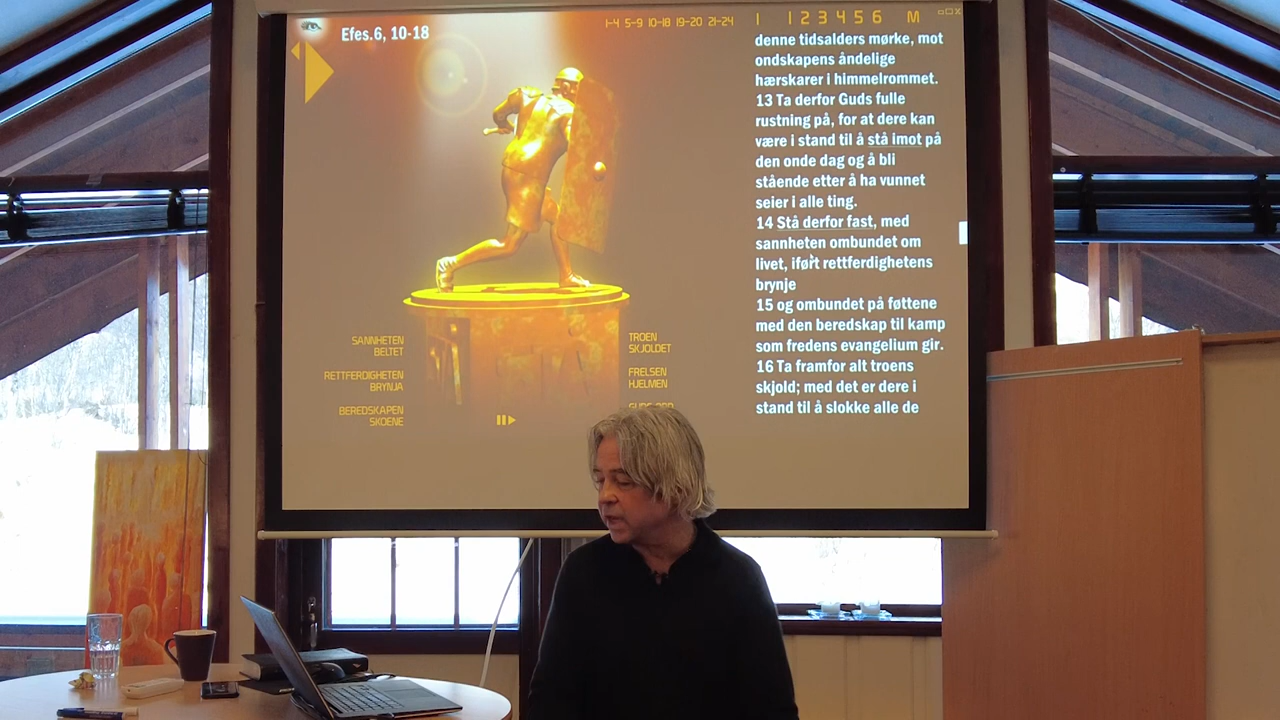 Efes.6, 10-18
1-4 5-9 10-18 19-20 21-24
I 1 2 3 4 5 6 M
denne tidsalders mørke, mot
ondskapens åndelige
hærskarer i himmelrommet.
13 Ta derfor Guds fulle
rustning på, for at dere kan
være i stand til å stå imot på
den onde dag og å bli
stående etter å ha vunnet
seier i alle ting.
14 Stå derfor fast, med
sannheten ombundet om
livet, iført rettferdighetens
brynje
15 og ombundet på føttene
med den beredskap til kamp
som fredens evangelium gir.
16 Ta framfor alt troens
skjold; med det er dere i
stand til å slokke alle de
SANNHETEN
BELTET
RETTFERDIGHETEN
BRYNJA
BEREDSKAPEN
SKOENE
TROEN
SKJOLDET
FRELSEN
HJELMEN